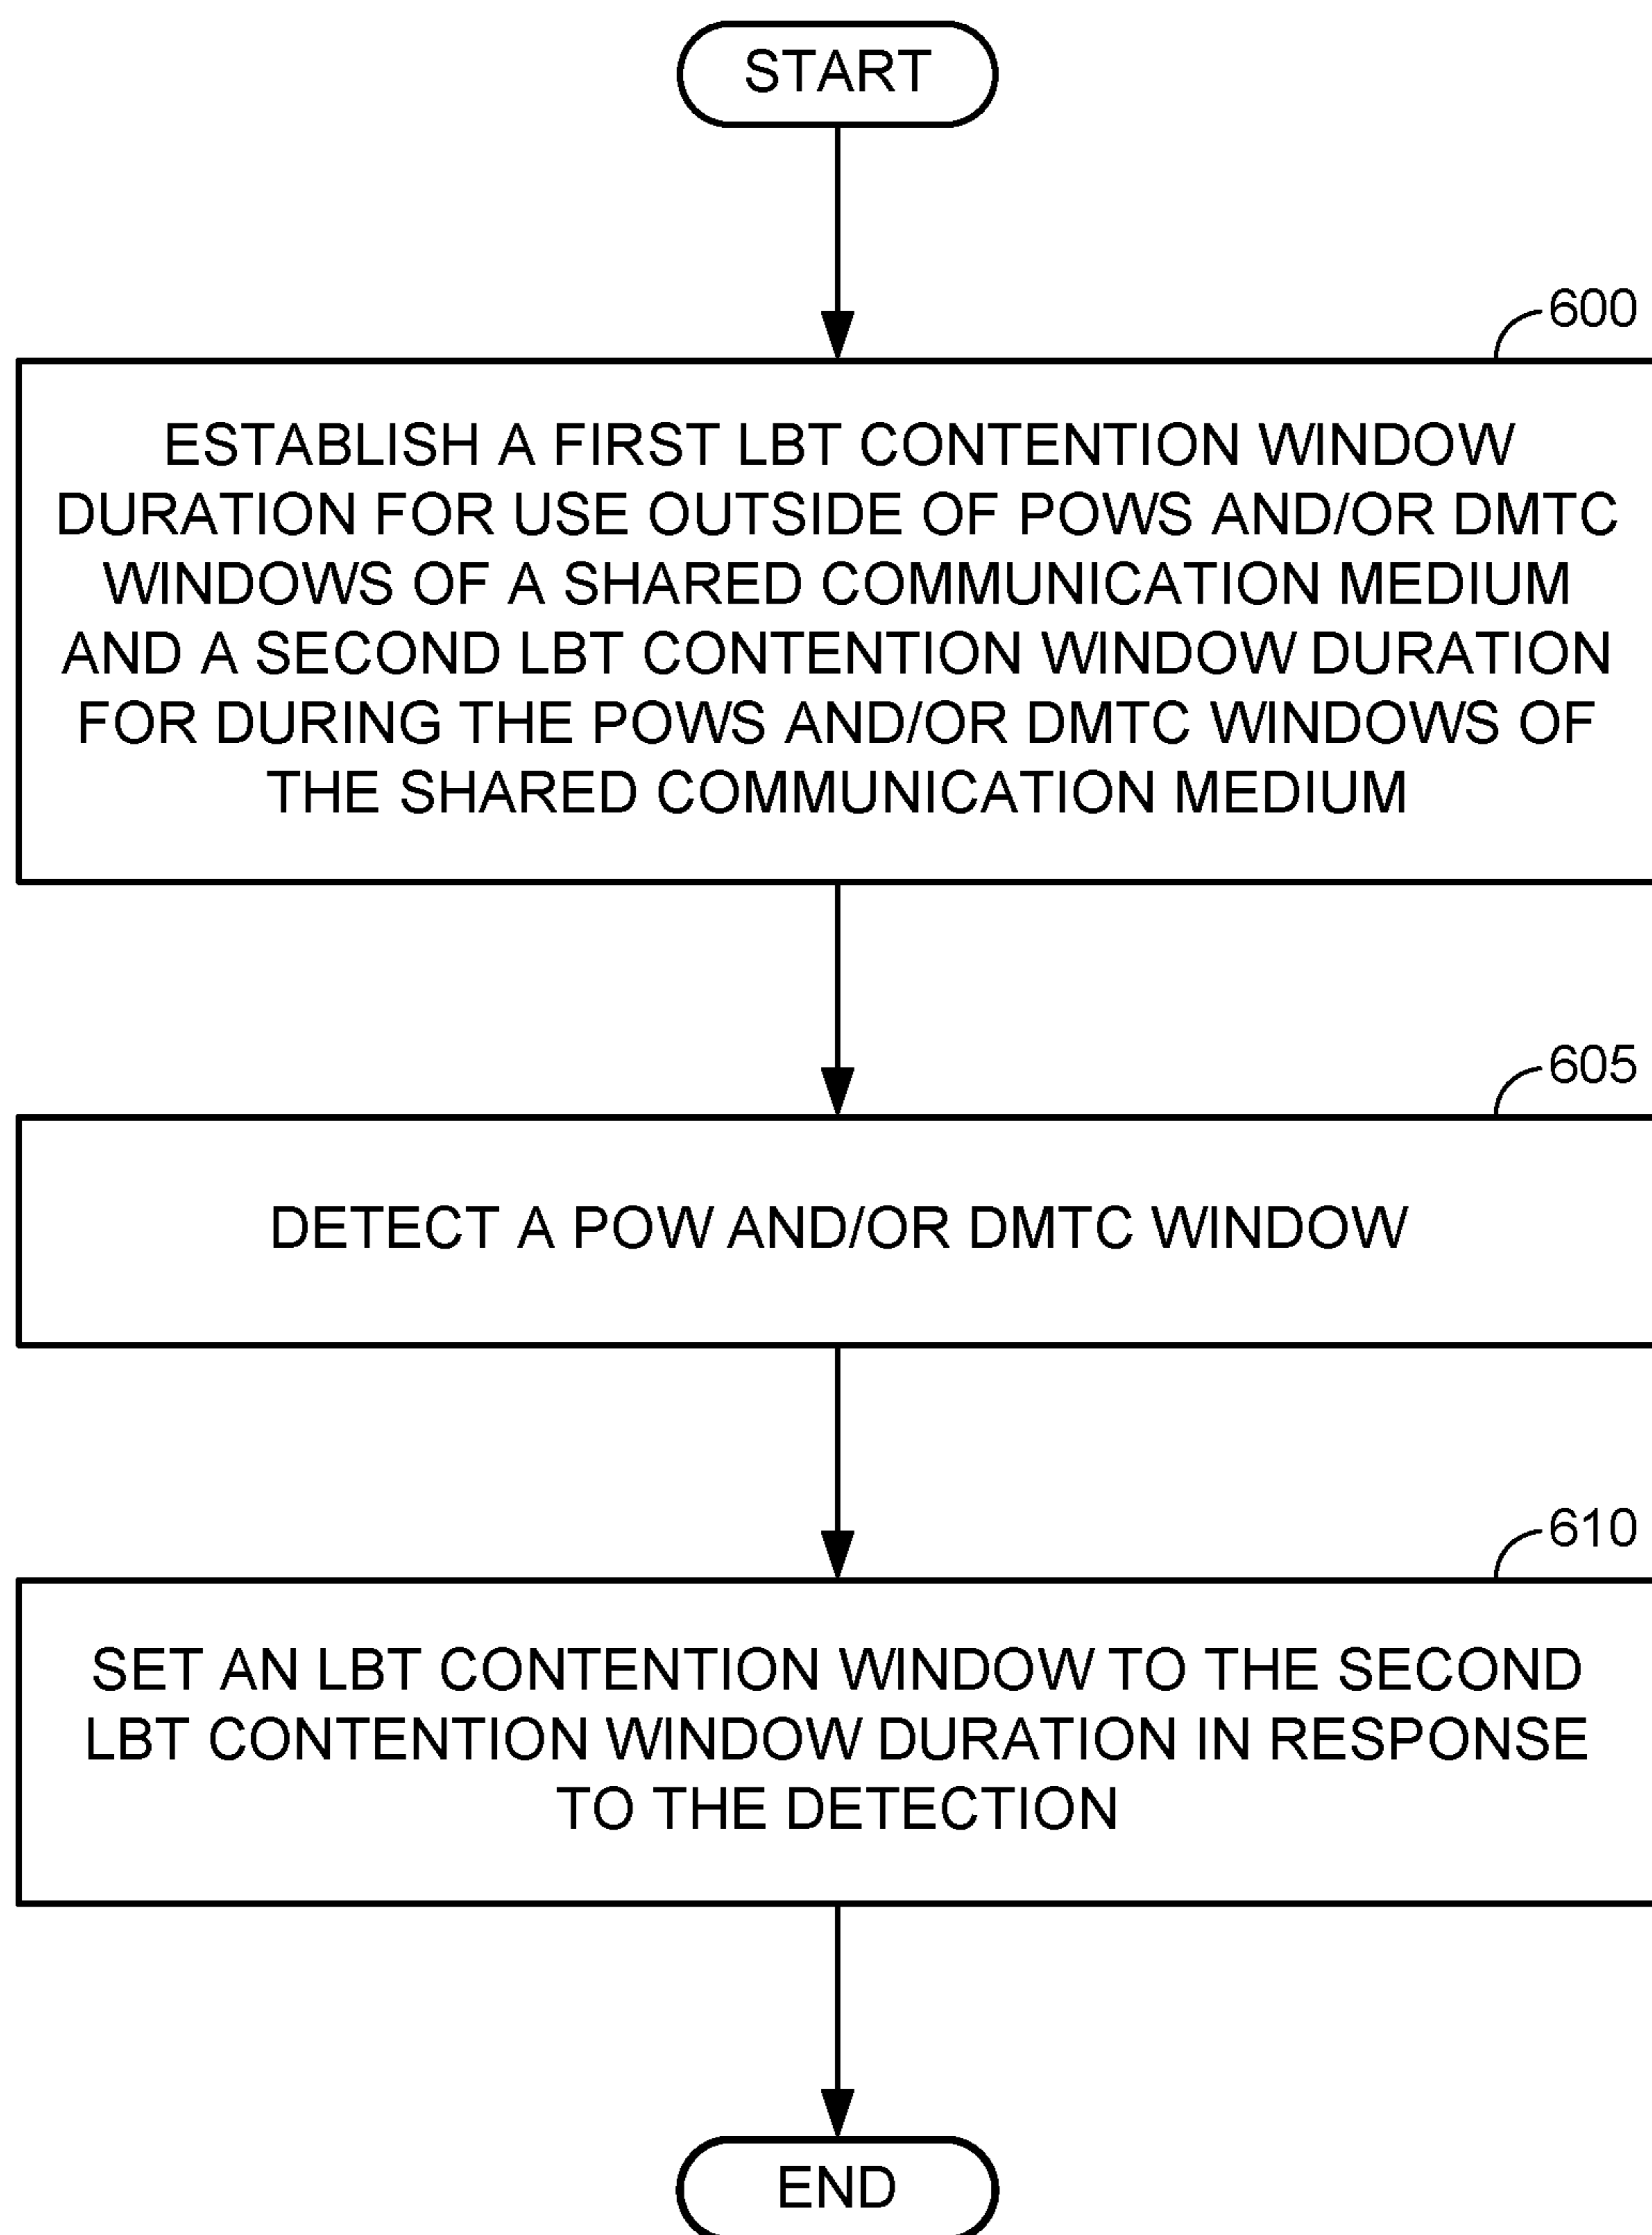 START
600
ESTABLISH A FIRST LBT CONTENTION WINDOW
DURATION FOR USE OUTSIDE OF POWS AND/OR DMTC
WINDOWS OF A SHARED COMMUNICATION MEDIUM
AND A SECOND LBT CONTENTION WINDOW DURATION
FOR DURING THE POWS AND/OR DMTC WINDOWS OF
THE SHARED COMMUNICATION MEDIUM
605
DETECT A POW AND/OR DMTC WINDOW
610
SET AN LBT CONTENTION WINDOW TO THE SECOND
LBT CONTENTION WINDOW DURATION IN RESPONSE
TO THE DETECTION
END